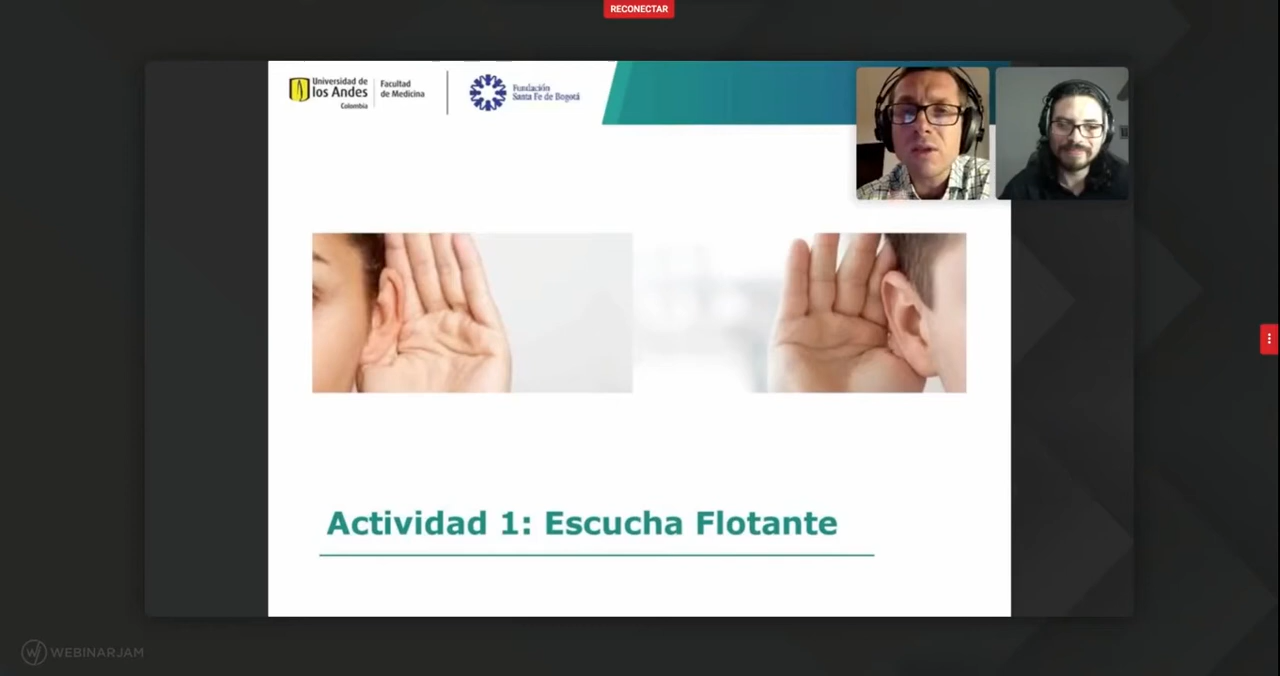 RECONECTAR
Universidad de
los Andes
Colombia
Facultad
de Medicina
Fundación
Santa Fe de Bogotá
Actividad 1: Escucha Flotante
WEBINARJAM